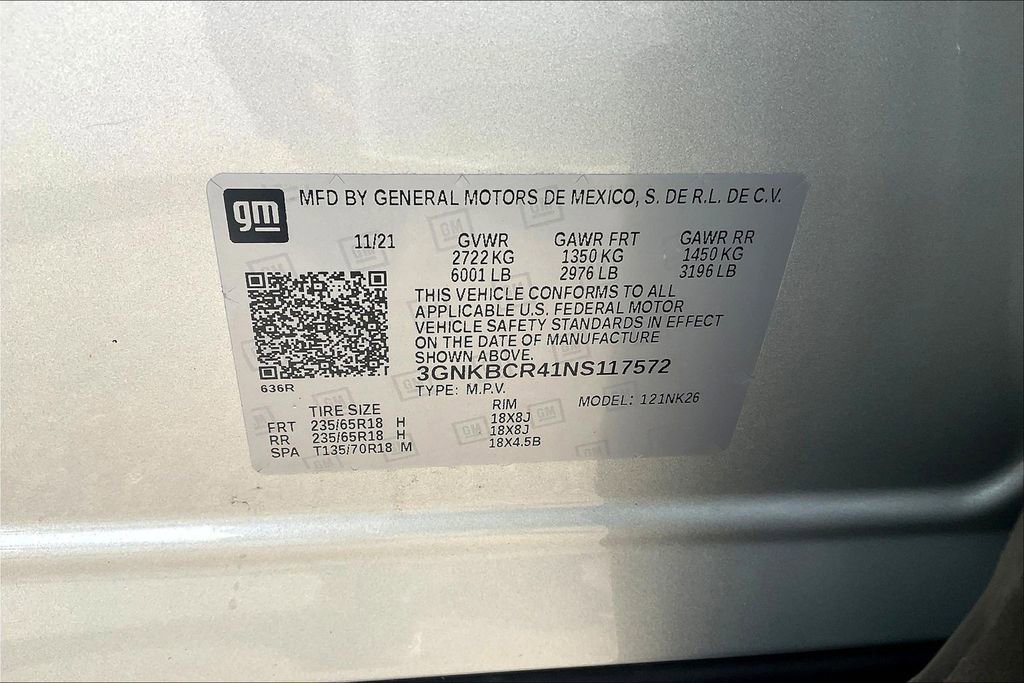 gm
MFD BY GENERAL MOTORS DE MEXICO, S. DE R.L. DE C.V.
11/21 GVWR GAWR FRT GAWR RR
2722 KG 1350 KG 1450 KG
6001 LB 2976 LB 3196 LB
THIS VEHICLE CONFORMS TO ALL
APPLICABLE U.S. FEDERAL MOTOR
VEHICLE SAFETY STANDARDS IN EFFECT
ON THE DATE OF MANUFACTURE
SHOWN ABOVE.
3GNKBCR41NS117572
636R TYPE: M.P.V. MODEL: 121NK26
TIRE SIZE RIM
FRT 235/65R18 H 18X8J
RR 235/65R18 H 18X8J
SPA T135/70R18 M 18X4.5B